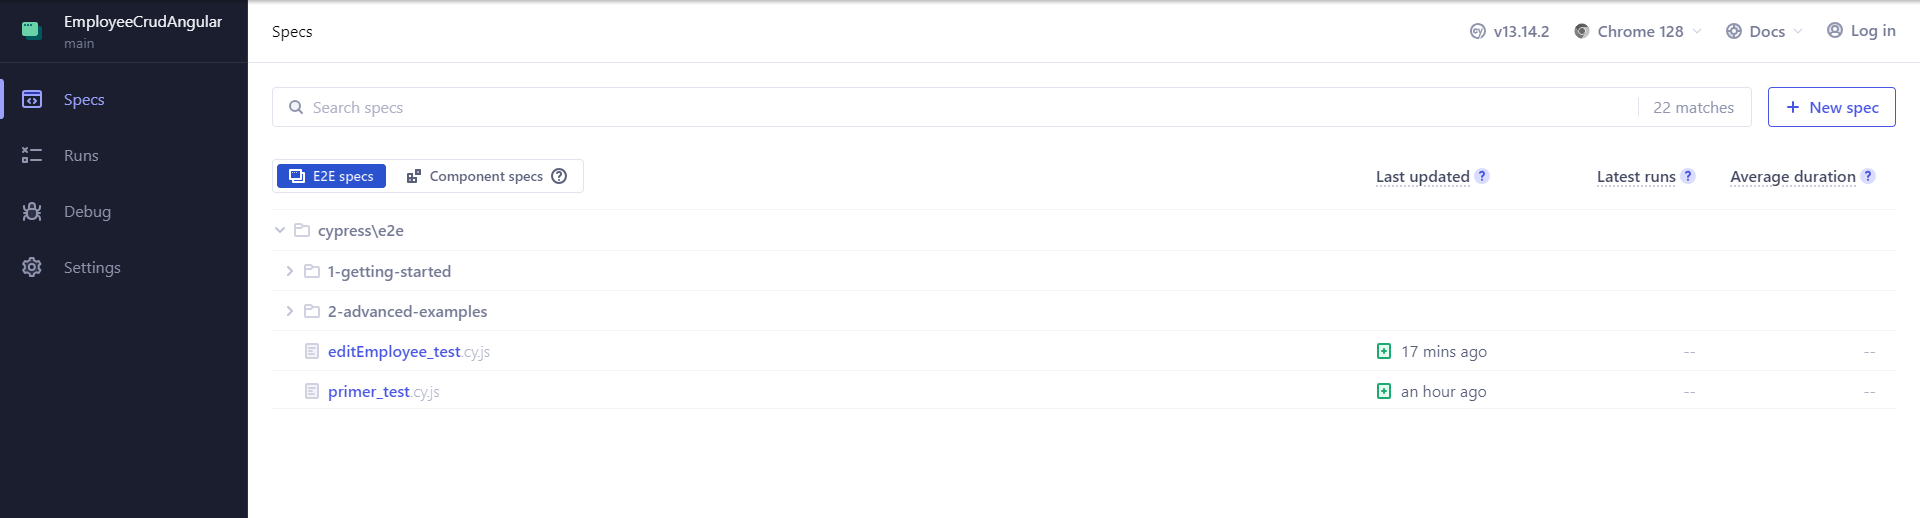 EmployeeCrudAngular
main
Specs
Runs
Debug
Settings
Specs
v13.14.2
Chrome 128
Docs
Log in
Search specs
22 matches
+ New spec
E2E specs
Component specs ?
Last updated ?
Latest runs ?
Average duration ?
cypress\e2e
1-getting-started
2-advanced-examples
editEmployee_test.cy.js 17 mins ago -- --
primer_test.cy.js an hour ago -- --